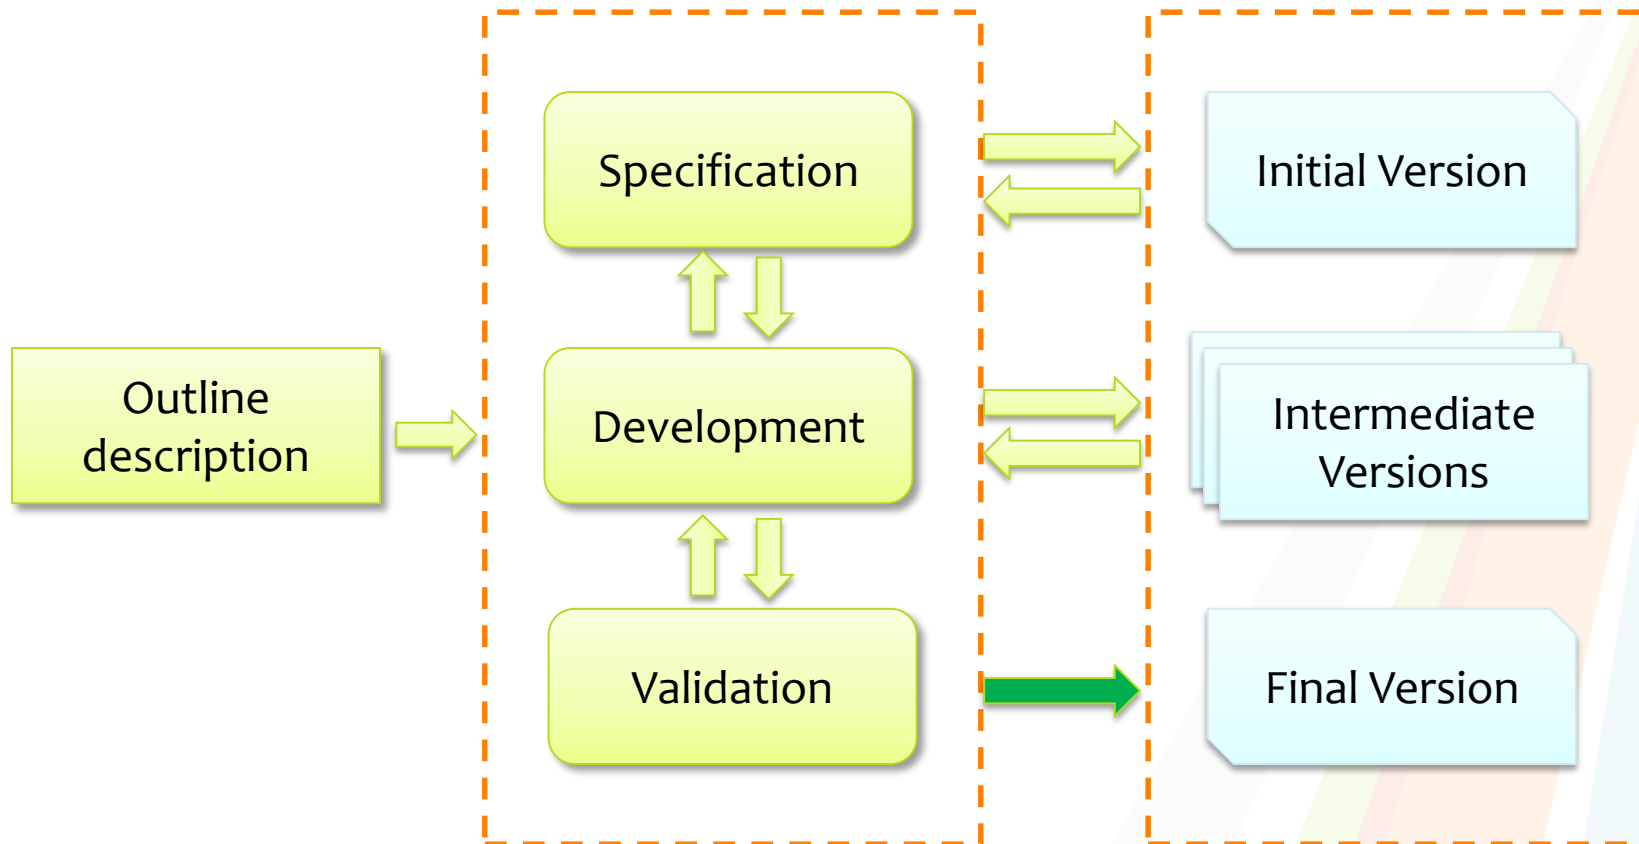 Specification
Initial Version
Outline
description
Development
Intermediate
Versions
Validation
Final Version